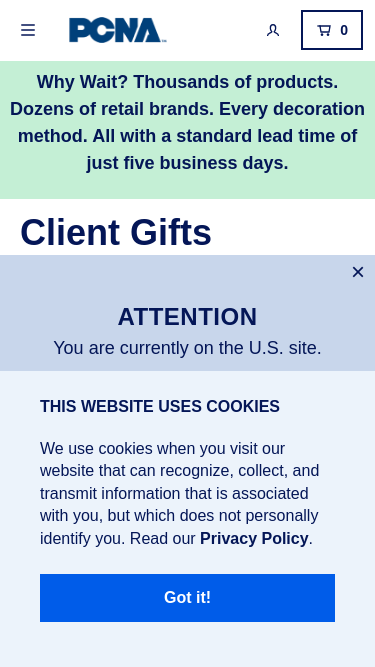 PCNA
0
Why Wait? Thousands of products.
Dozens of retail brands. Every decoration
method. All with a standard lead time of
just five business days.
Client Gifts
ATTENTION
You are currently on the U.S. site.
THIS WEBSITE USES COOKIES
We use cookies when you visit our
website that can recognize, collect, and
transmit information that is associated
with you, but which does not personally
identify you. Read our Privacy Policy.
Got it!